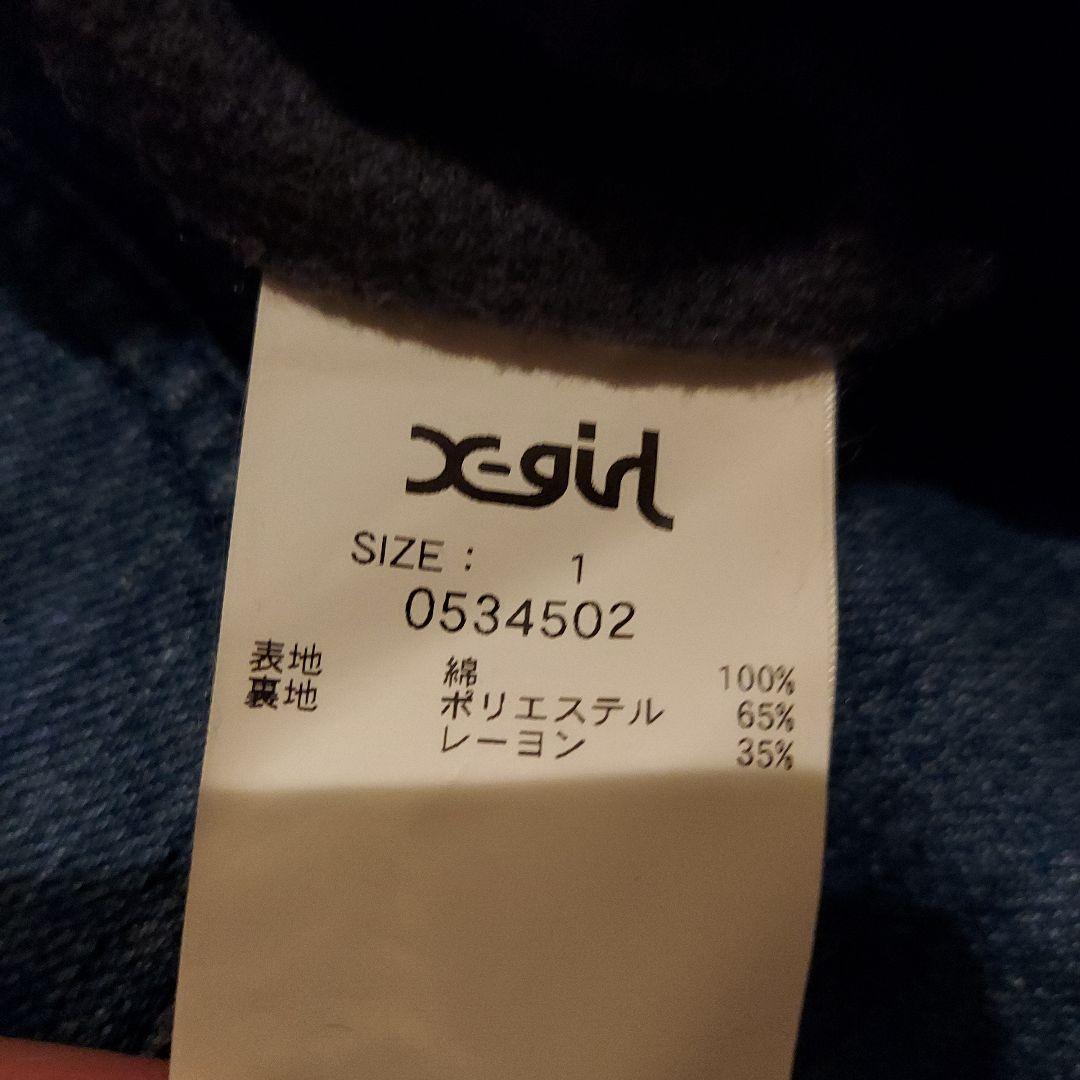 X-girl
SIZE : 1
0534502
表地 綿 100%
裏地 ポリエステル 65%
レーヨン 35%